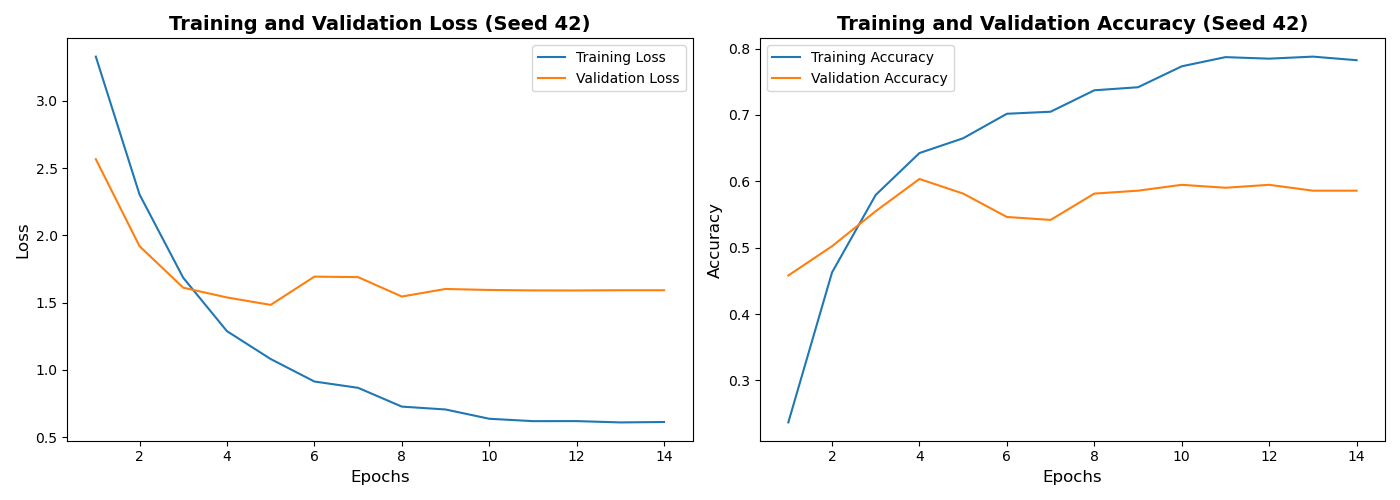 Training and Validation Loss (Seed 42)
Training Loss
Validation Loss
3.0
2.5
2.0
1.5
1.0
0.5
Loss
2 4 6 8 10 12 14
Epochs
Training and Validation Accuracy (Seed 42)
Training Accuracy
Validation Accuracy
0.8
0.7
0.6
0.5
0.4
0.3
Accuracy
2 4 6 8 10 12 14
Epochs